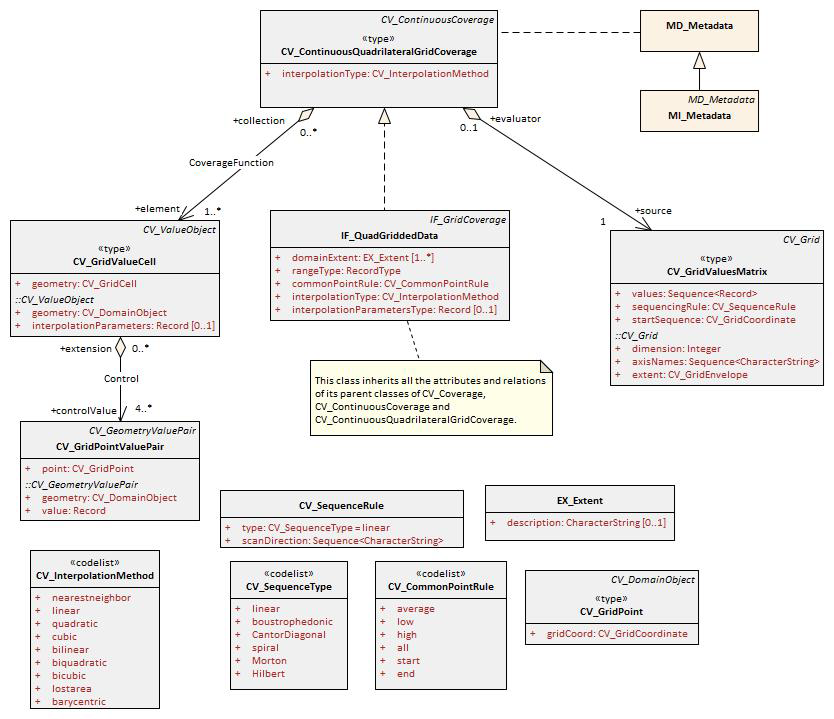 CV_ContinuousCoverage
«type»
CV_ContinuousQuadrilateralGridCoverage
+ interpolationType: CV_InterpolationMethod
MD_Metadata
MD_Metadata
MI_Metadata
+collection
0..*
CoverageFunction
+element
1..*
+evaluator
0..1
+source
1
CV_ValueObject
«type»
CV_GridValueCell
+ geometry: CV_GridCell
::CV_ValueObject
+ geometry: CV_DomainObject
+ interpolationParameters: Record [0..1]
IF_GridCoverage
IF_QuadGriddedData
+ domainExtent: EX_Extent [1..*]
+ rangeType: RecordType
+ commonPointRule: CV_CommonPointRule
+ interpolationType: CV_InterpolationMethod
+ interpolationParametersType: Record [0..1]
CV_Grid
«type»
CV_GridValuesMatrix
+ values: Sequence<Record>
+ sequencingRule: CV_SequenceRule
+ startSequence: CV_GridCoordinate
::CV_Grid
+ dimension: Integer
+ axisNames: Sequence<CharacterString>
+ extent: CV_GridEnvelope
+extension
0..*
Control
+controlValue
4..*
This class inherits all the attributes and relations
of its parent classes of CV_Coverage,
CV_ContinuousCoverage and
CV_ContinuousQuadrilateralGridCoverage.
CV_GeometryValuePair
CV_GridPointValuePair
+ point: CV_GridPoint
::CV_GeometryValuePair
+ geometry: CV_DomainObject
+ value: Record
CV_SequenceRule
+ type: CV_SequenceType = linear
+ scanDirection: Sequence<CharacterString>
EX_Extent
+ description: CharacterString [0..1]
«codelist»
CV_InterpolationMethod
+ nearestneighbor
+ linear
+ quadratic
+ cubic
+ bilinear
+ biquadratic
+ bicubic
+ lostarea
+ barycentric
«codelist»
CV_SequenceType
+ linear
+ boustrophedonic
+ CantorDiagonal
+ spiral
+ Morton
+ Hilbert
«codelist»
CV_CommonPointRule
+ average
+ low
+ high
+ all
+ start
+ end
CV_DomainObject
«type»
CV_GridPoint
+ gridCoord: CV_GridCoordinate